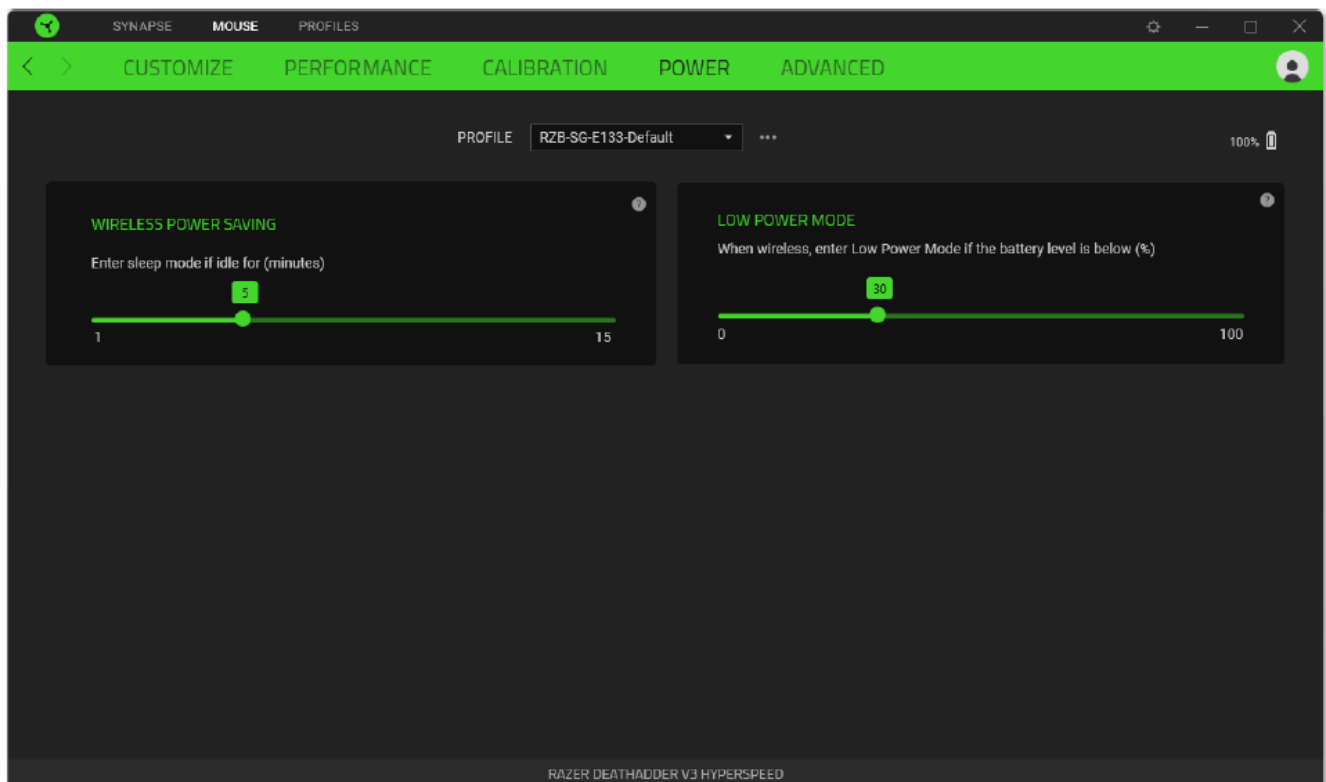 SYNAPSE MOUSE PROFILES
CUSTOMIZE PERFORMANCE CALIBRATION POWER ADVANCED
PROFILE RZB-SG-E133-Default
100%
WIRELESS POWER SAVING
Enter sleep mode if idle for (minutes)
5
1 15
LOW POWER MODE
When wireless, enter Low Power Mode if the battery level is below (%)
30
0 100
RAZER DEATHADDER V3 HYPERSPEED